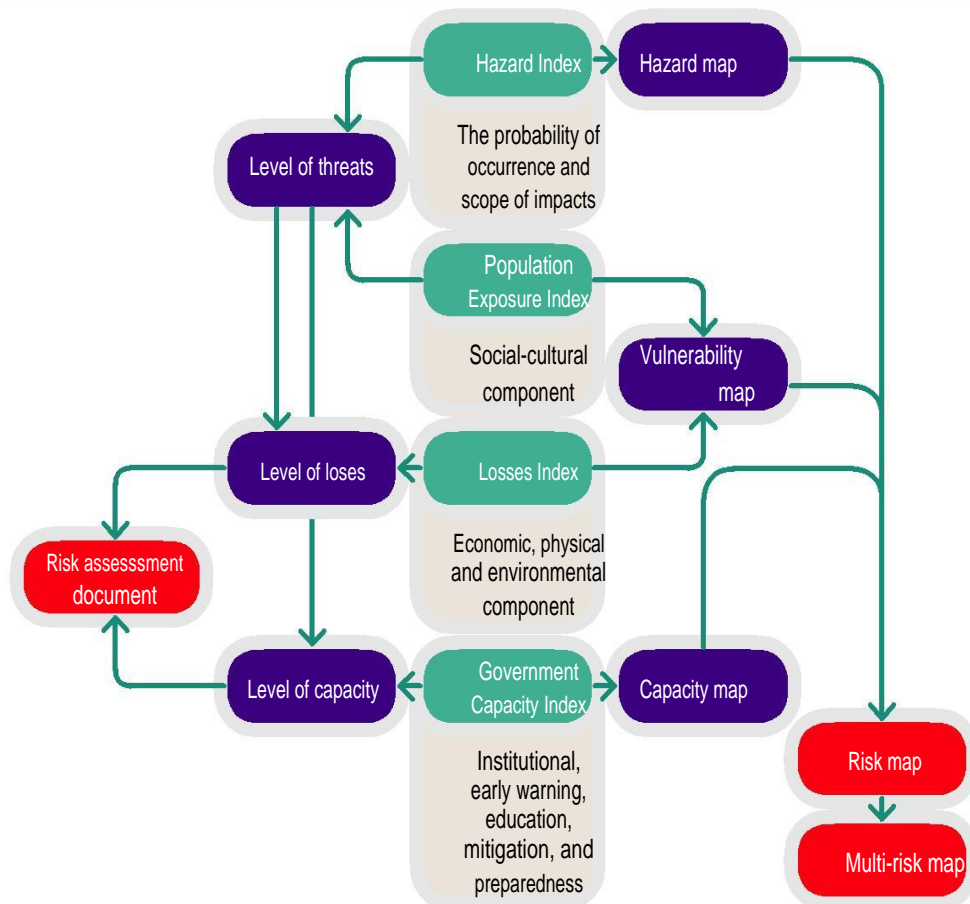 Hazard Index
Hazard map
The probability of
occurrence and
scope of impacts
Level of threats
Population
Exposure Index
Social-cultural
component
Vulnerability
map
Level of loses
Losses Index
Economic, physical
and environmental
component
Risk assesssment
document
Level of capacity
Government
Capacity Index
Capacity map
Institutional,
early warning,
education,
mitigation, and
preparedness
Risk map
Multi-risk map